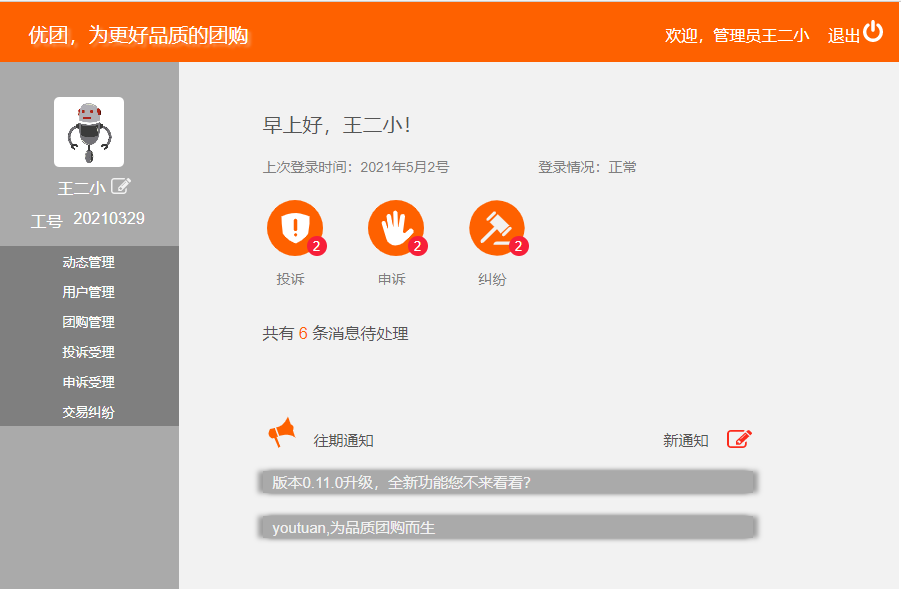 优团，为更好品质的团购
欢迎，管理员王二小 退出
王二小
工号 20210329
动态管理
用户管理
团购管理
投诉受理
申诉受理
交易纠纷
早上好，王二小！
上次登录时间：2021年5月2号 登录情况：正常
2 2 2
投诉 申诉 纠纷
共有 6 条消息待处理
往期通知 新通知
版本0.11.0升级，全新功能您不来看看？
youtuan,为品质团购而生